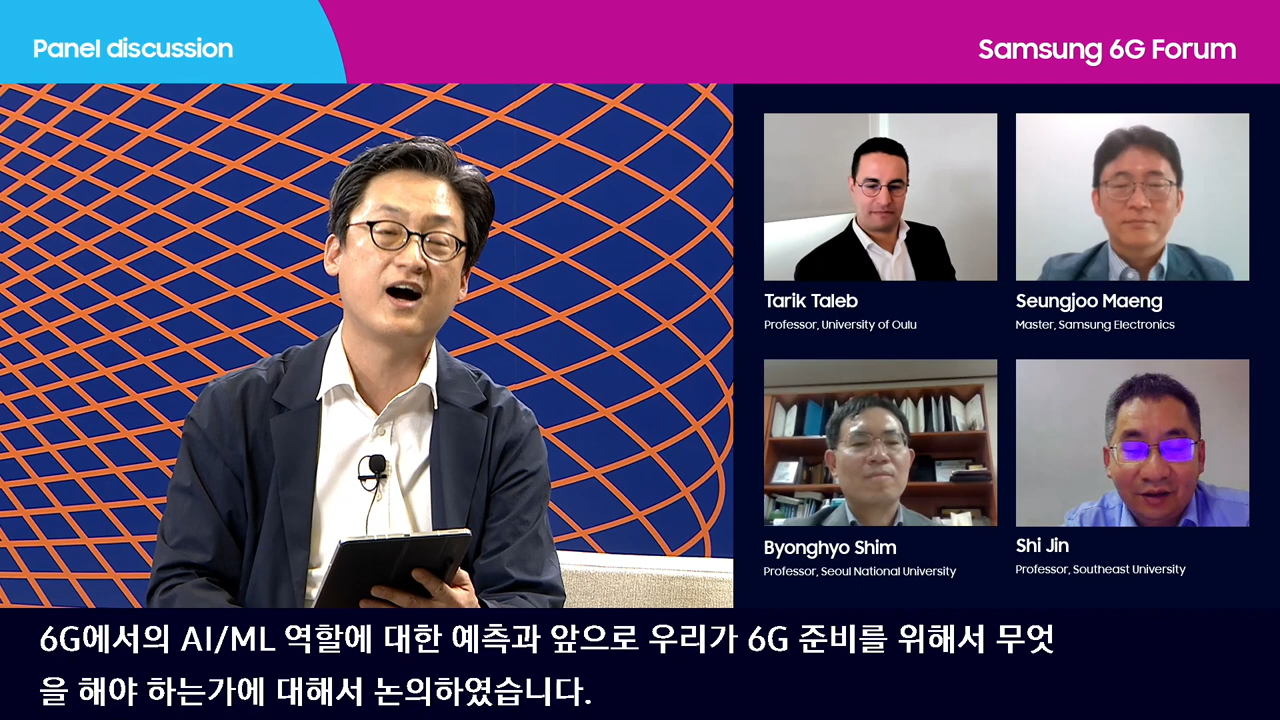 Panel discussion
Samsung 6G Forum
Tarik Taleb
Professor, University of Oulu
Seungjoo Maeng
Master, Samsung Electronics
Byonghyo Shim
Professor, Seoul National University
Shi Jin
Professor, Southeast University
6G에서의 AI/ML 역할에 대한 예측과 앞으로 우리가 6G 준비를 위해서 무엇
을 해야 하는가에 대해서 논의하였습니다.